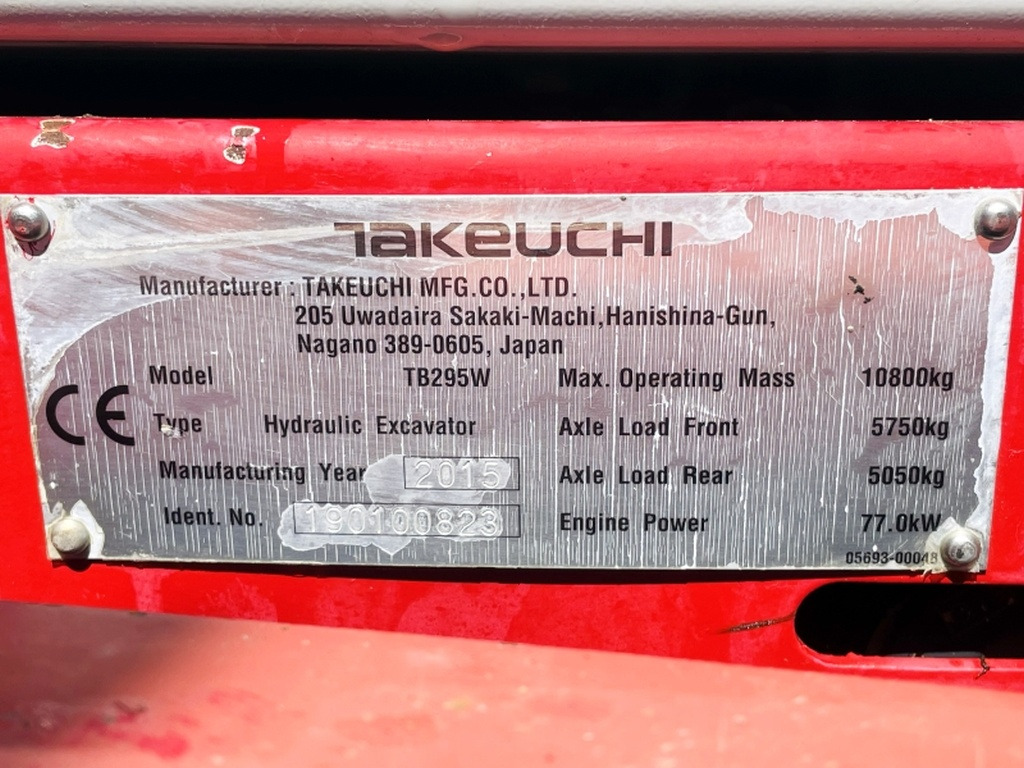 TAKEUCHI
Manufacturer : TAKEUCHI MFG.CO.,LTD.
205 Uwadaira Sakaki-Machi,Hanishina-Gun,
Nagano 389-0605, Japan
CE
Model TB295W
Type Hydraulic Excavator
Manufacturing Year 2015
Ident. No. 190100823
Max. Operating Mass 10800kg
Axle Load Front 5750kg
Axle Load Rear 5050kg
Engine Power 77.0kW
05693-00048